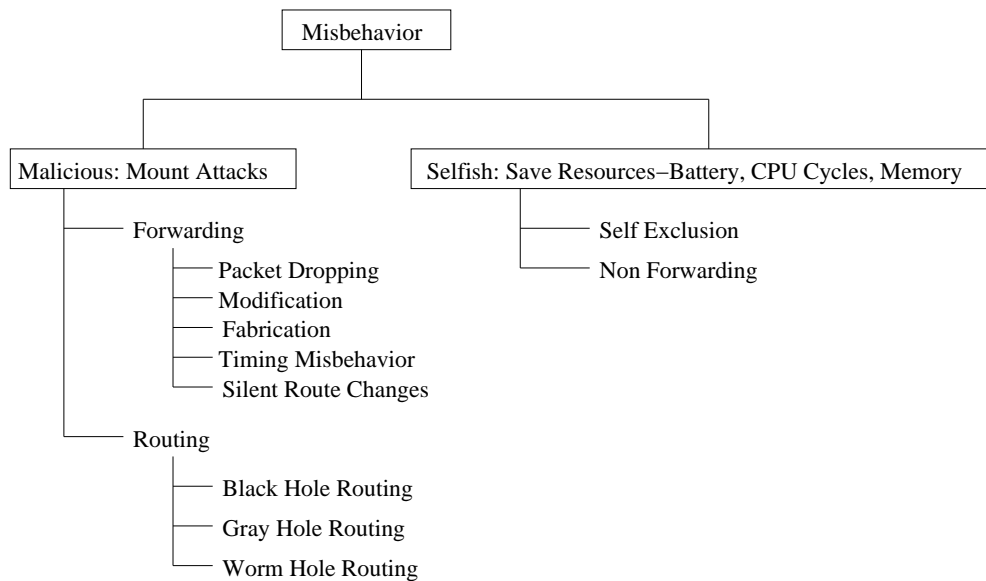 Misbehavior
Malicious: Mount Attacks
Selfish: Save Resources−Battery, CPU Cycles, Memory
Forwarding
Packet Dropping
Modification
Fabrication
Timing Misbehavior
Silent Route Changes
Routing
Black Hole Routing
Gray Hole Routing
Worm Hole Routing
Self Exclusion
Non Forwarding